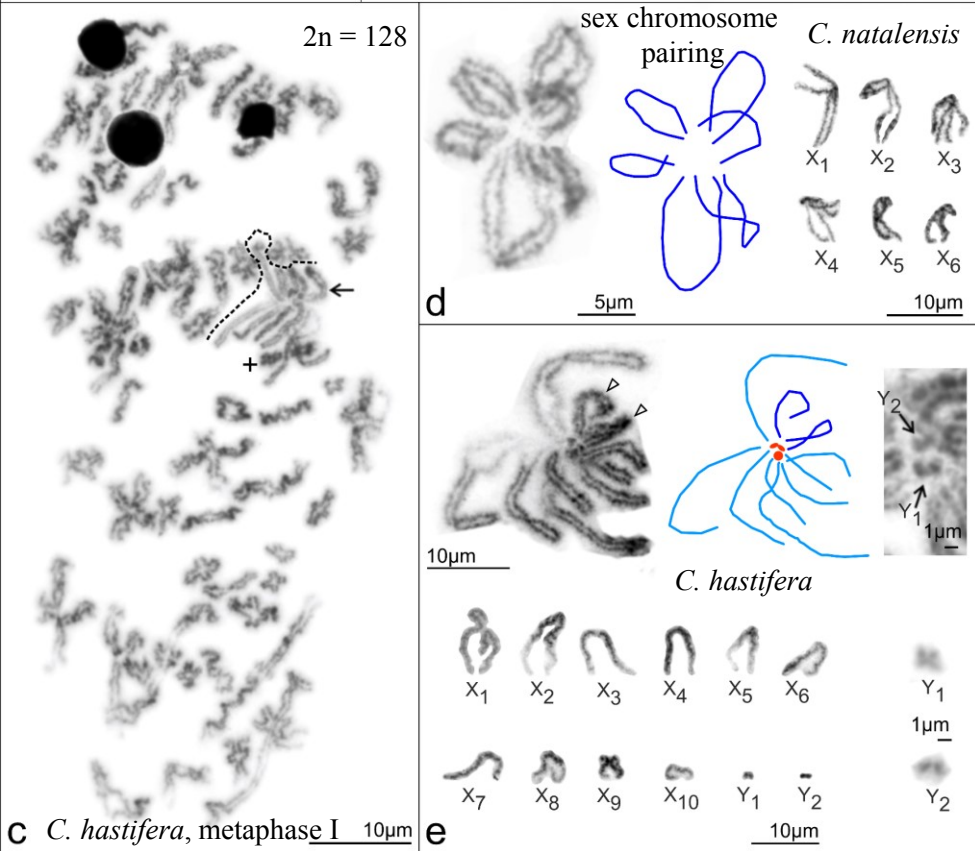 2n = 128
+
c
C. hastifera, metaphase I
10µm
sex chromosome
pairing
C. natalensis
X1
X2
X3
X4
X5
X6
d
5µm
10µm
Y2
Y1
1µm
10µm
C. hastifera
X1
X2
X3
X4
X5
X6
Y1
1µm
X7
X8
X9
X10
Y1
Y2
Y2
e
10µm